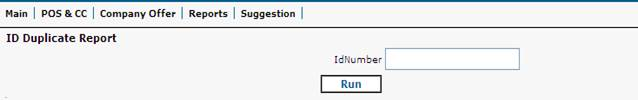 Main | POS & CC | Company Offer | Reports | Suggestion |
ID Duplicate Report
IdNumber
Run